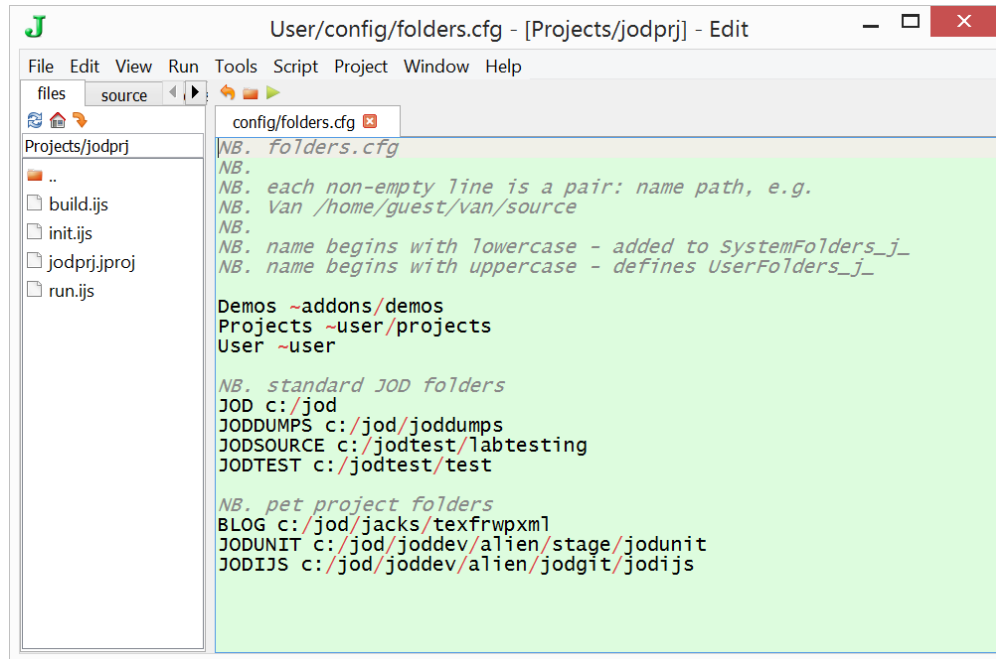 User/config/folders.cfg - [Projects/jodprj] - Edit
File Edit View Run Tools Script Project Window Help
files source
config/folders.cfg
Projects/jodprj
..
build.ijs
init.ijs
jodprj.jproj
run.ijs
NB. folders.cfg
NB.
NB. each non-empty line is a pair: name path, e.g.
NB. Van /home/guest/van/source
NB.
NB. name begins with lowercase - added to SystemFolders_j_
NB. name begins with uppercase - defines UserFolders_j_
Demos ~addons/demos
Projects ~user/projects
User ~user
NB. standard JOD folders
JOD c:/jod
JODDUMPS c:/jod/joddumps
JODSOURCE c:/jodtest/labtesting
JODTEST c:/jodtest/test
NB. pet project folders
BLOG c:/jod/jacks/texfrwpxml
JODUNIT c:/jod/joddev/alien/stage/jodunit
JODIJS c:/jod/joddev/alien/jodgit/jodijs